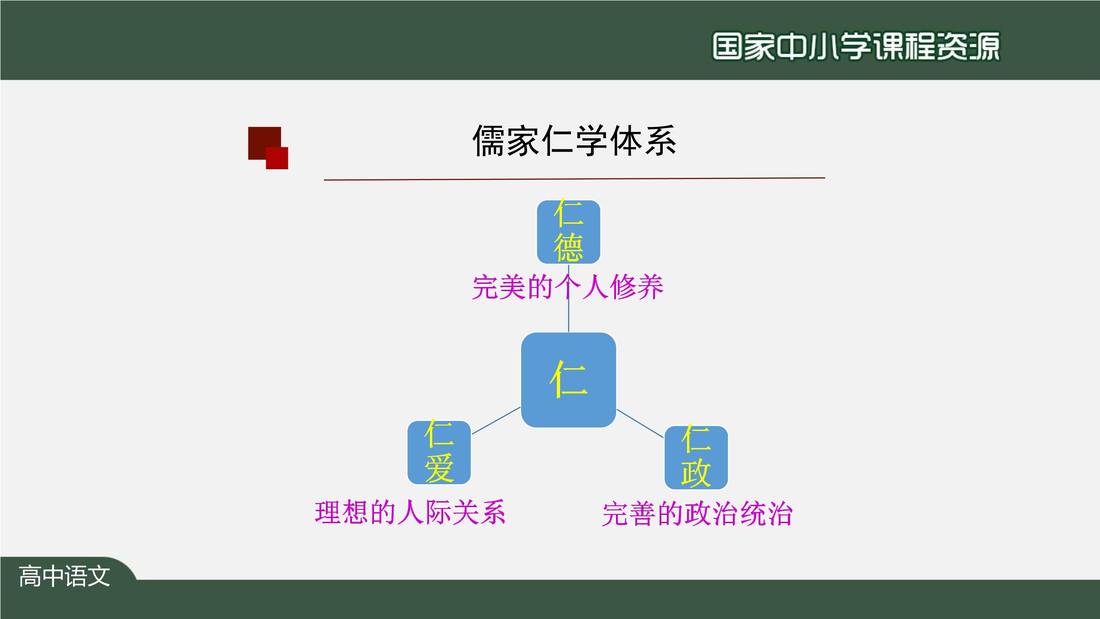 国家中小学课程资源
儒家仁学体系
仁
德
完美的个人修养
仁
仁
爱
理想的人际关系
仁
政
完善的政治统治
高中语文